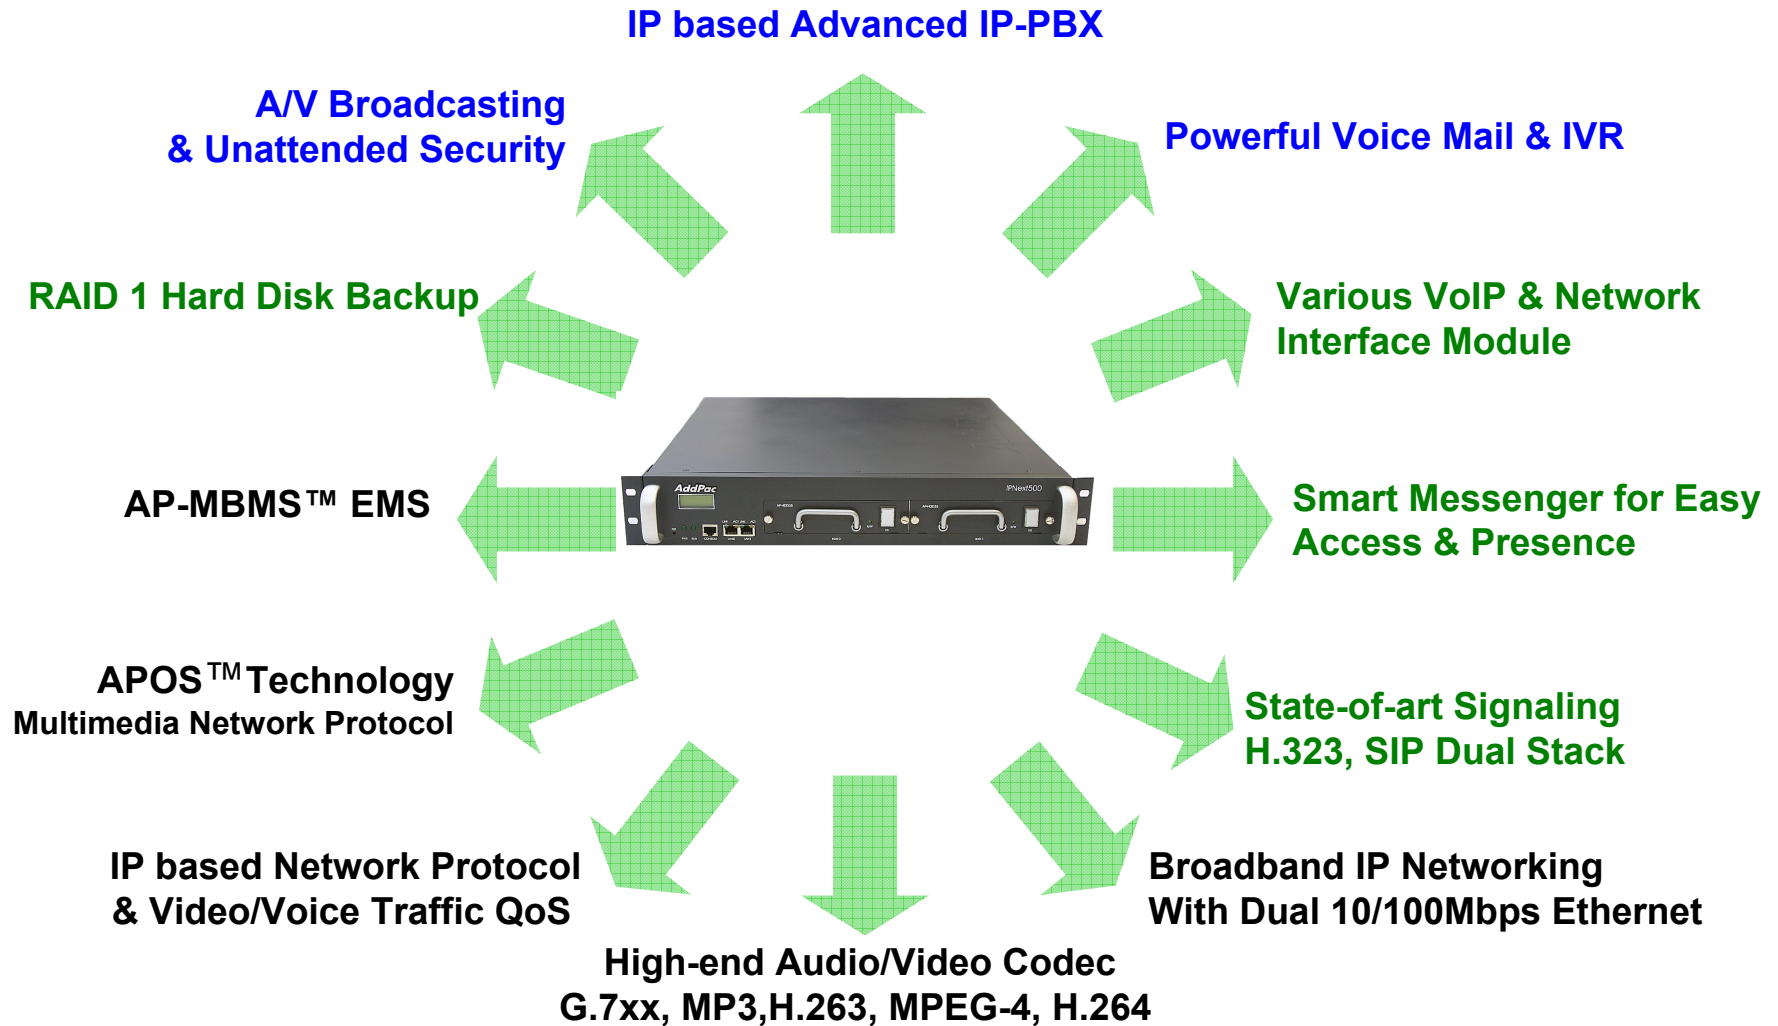 IP based Advanced IP-PBX
A/V Broadcasting
& Unattended Security
Powerful Voice Mail & IVR
RAID 1 Hard Disk Backup
Various VoIP & Network
Interface Module
AddPac
IPNext500
AP-MBMS™ EMS
Smart Messenger for Easy
Access & Presence
APOS™Technology
Multimedia Network Protocol
State-of-art Signaling
H.323, SIP Dual Stack
IP based Network Protocol
& Video/Voice Traffic QoS
Broadband IP Networking
With Dual 10/100Mbps Ethernet
High-end Audio/Video Codec
G.7xx, MP3,H.263, MPEG-4, H.264